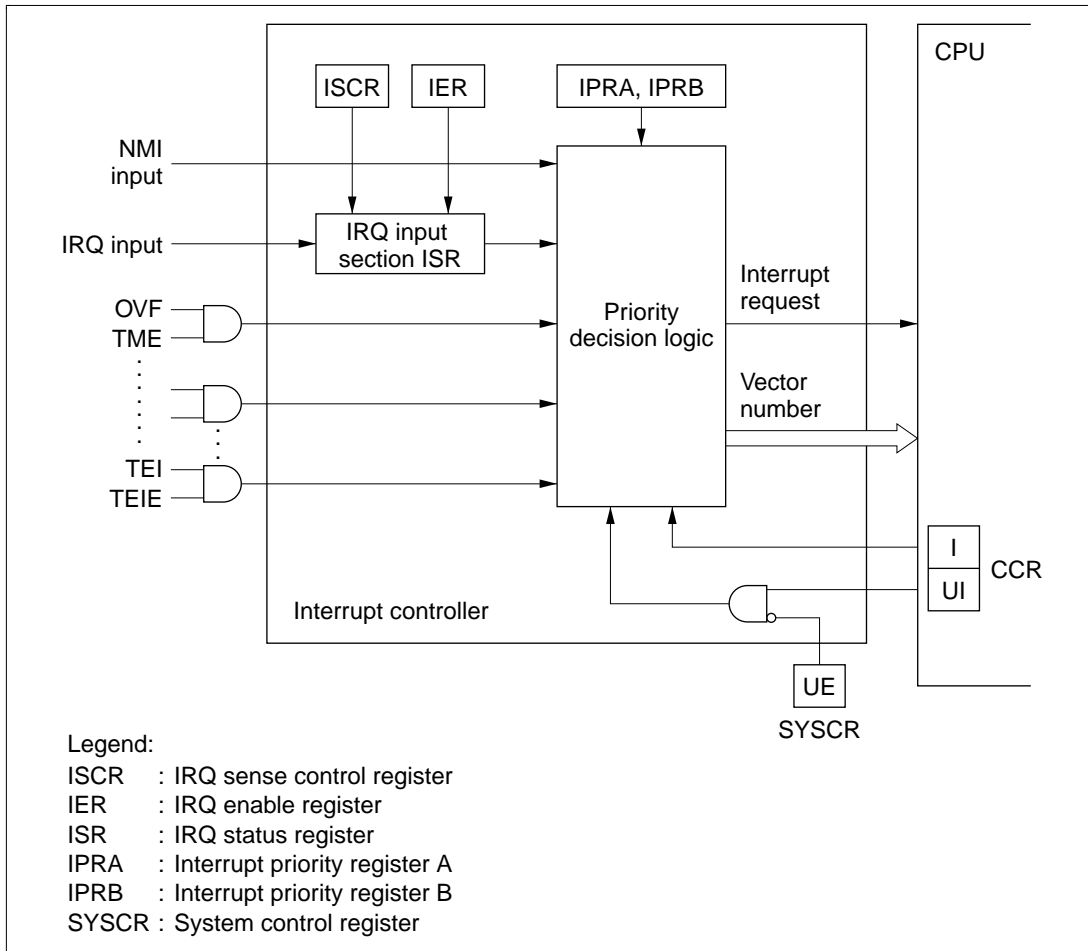 CPU
ISCR
IER
IPRA, IPRB
NMI
input
IRQ input
IRQ input
section ISR
OVF
TME
Priority
decision logic
Interrupt
request
Vector
number
TEI
TEIE
I
UI
CCR
Interrupt controller
UE
SYSCR
Legend:
ISCR : IRQ sense control register
IER : IRQ enable register
ISR : IRQ status register
IPRA : Interrupt priority register A
IPRB : Interrupt priority register B
SYSCR : System control register